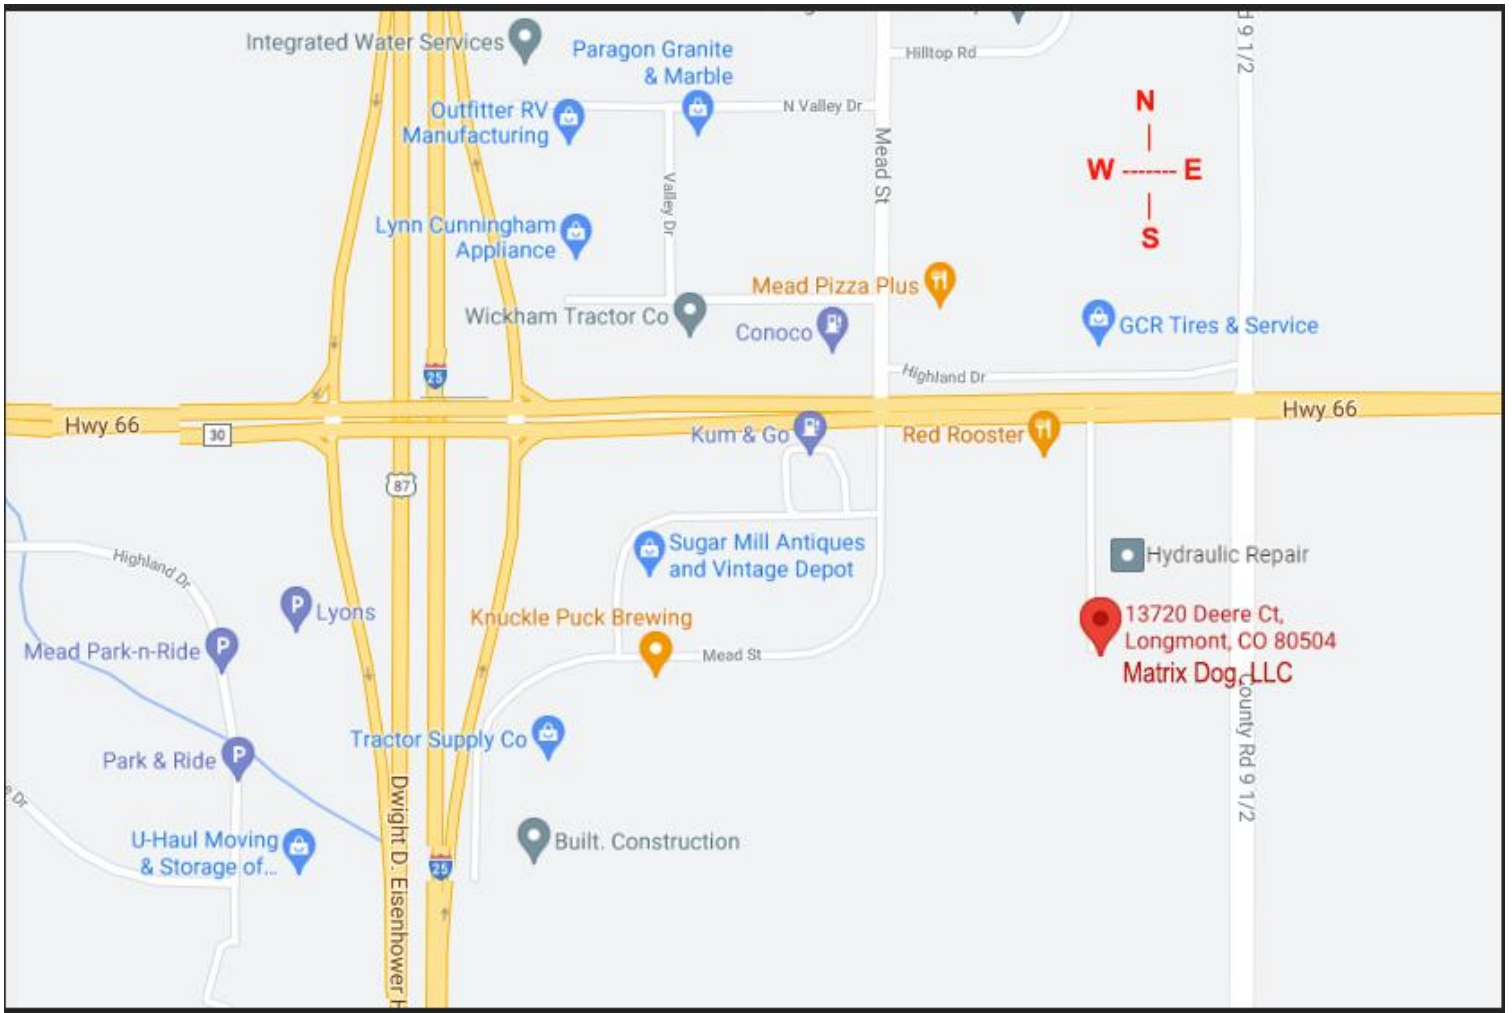 Integrated Water Services
Paragon Granite
& Marble
Hilltop Rd
d 9 1/2
Outfitter RV
Manufacturing
N Valley Dr
N
Mead St
W ------- E
Valley Dr
S
Lynn Cunningham
Appliance
Mead Pizza Plus
Wickham Tractor Co
Conoco
GCR Tires & Service
25
Highland Dr
Hwy 66
Hwy 66
30
Kum & Go
Red Rooster
87
Highland Dr
Sugar Mill Antiques
and Vintage Depot
Hydraulic Repair
P Lyons
Knuckle Puck Brewing
13720 Deere Ct,
Longmont, CO 80504
Matrix Dog, LLC
Mead Park-n-Ride P
Mead St
County Rd 9 1/2
Tractor Supply Co
Park & Ride P
e Dr
Dwight D. Eisenhower H
U-Haul Moving
& Storage of...
Built. Construction
25